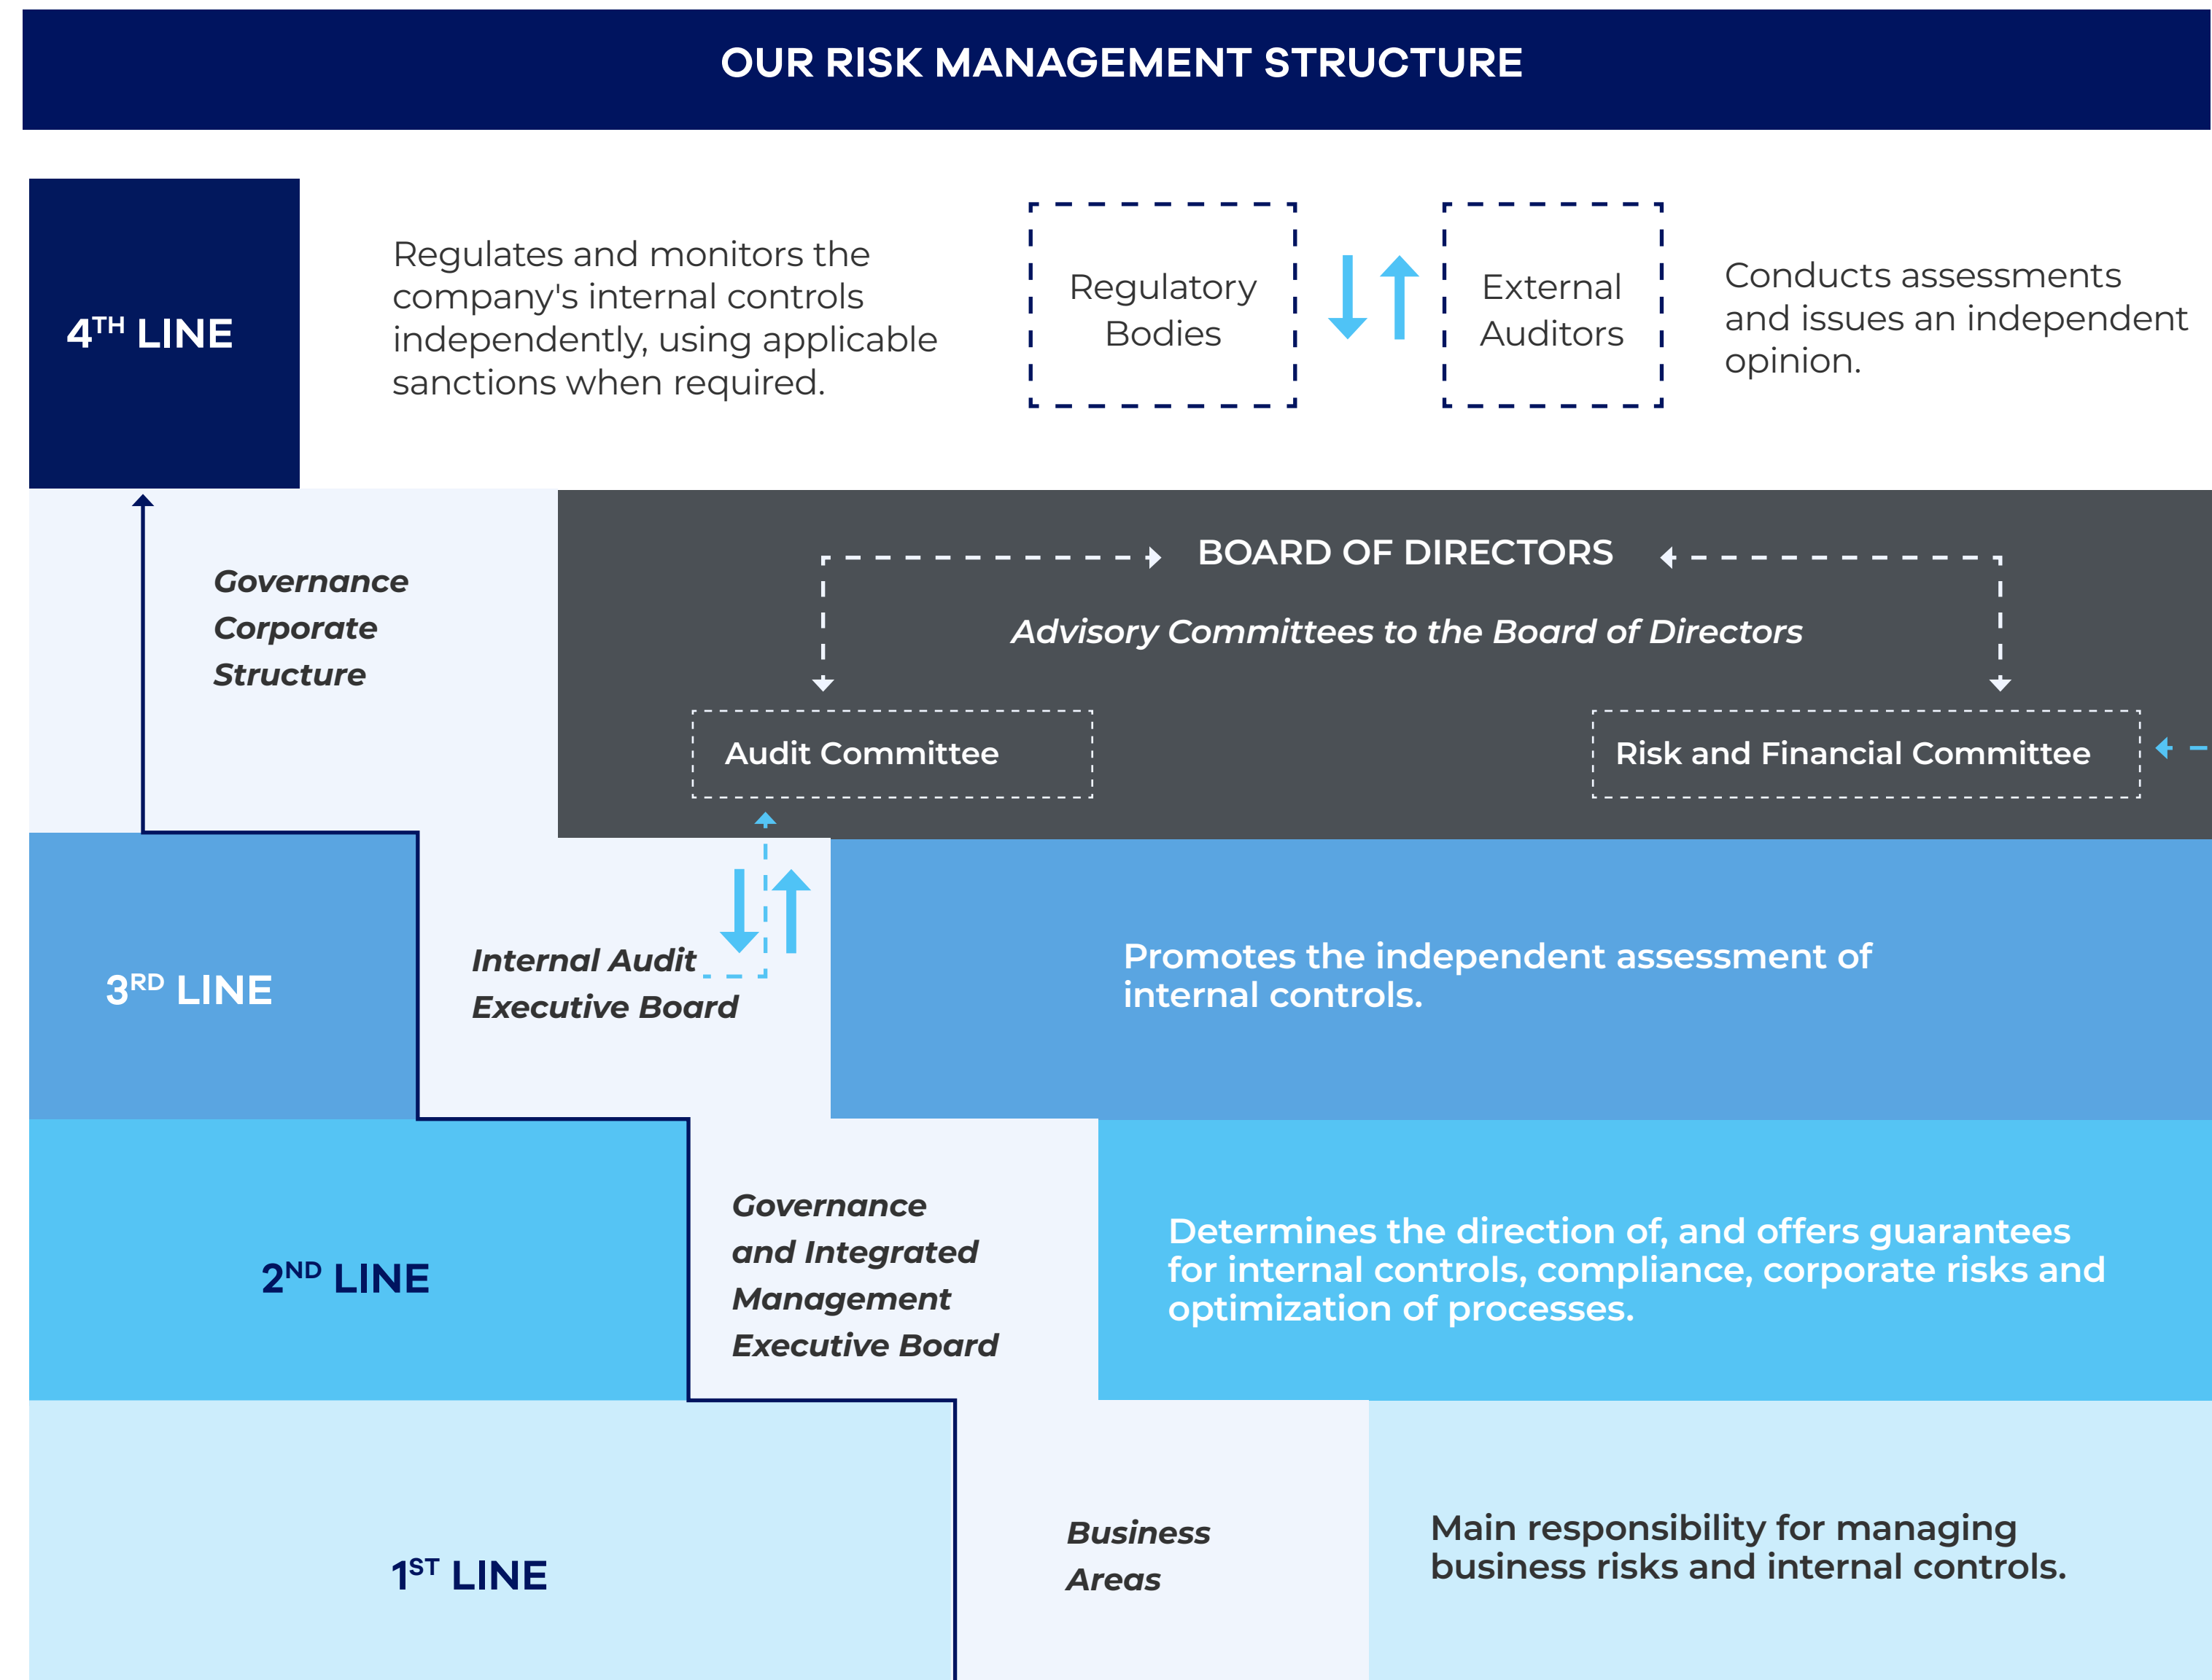 OUR RISK MANAGEMENT STRUCTURE
4TH LINE
Regulates and monitors the
company's internal controls
independently, using applicable
sanctions when required.
Regulatory
Bodies
External
Auditors
Conducts assessments
and issues an independent
opinion.
Governance
Corporate
Structure
BOARD OF DIRECTORS
Advisory Committees to the Board of Directors
Audit Committee
Risk and Financial Committee
3RD LINE
Internal Audit
Executive Board
Promotes the independent assessment of
internal controls.
2ND LINE
Governance
and Integrated
Management
Executive Board
Determines the direction of, and offers guarantees
for internal controls, compliance, corporate risks and
optimization of processes.
1ST LINE
Business
Areas
Main responsibility for managing
business risks and internal controls.